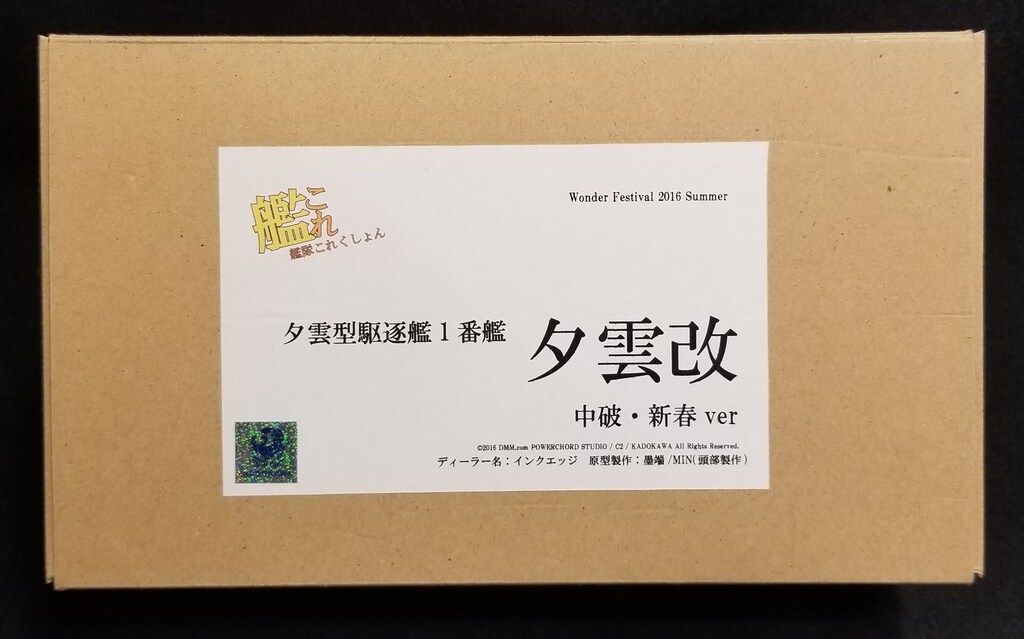 艦これ
艦隊これくしょん
Wonder Festival 2016 Summer
夕雲型駆逐艦1番艦
夕雲改
中破・新春 ver
©2016 DMM.com POWERCHORD STUDIO / C2 / KADOKAWA All Rights Reserved.
ディーラー名：インクエッジ　原型製作：墨端 /MIN( 頭部製作 )